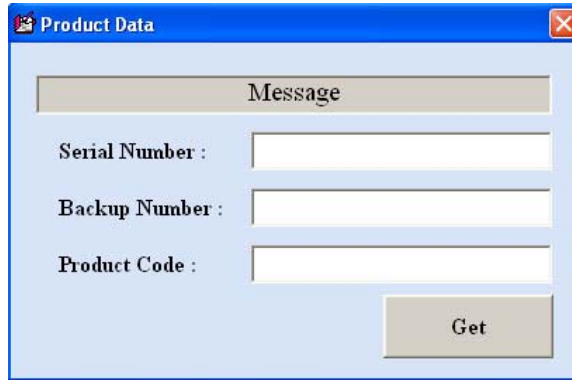 Product Data
Message
Serial Number :
Backup Number :
Product Code :
Get